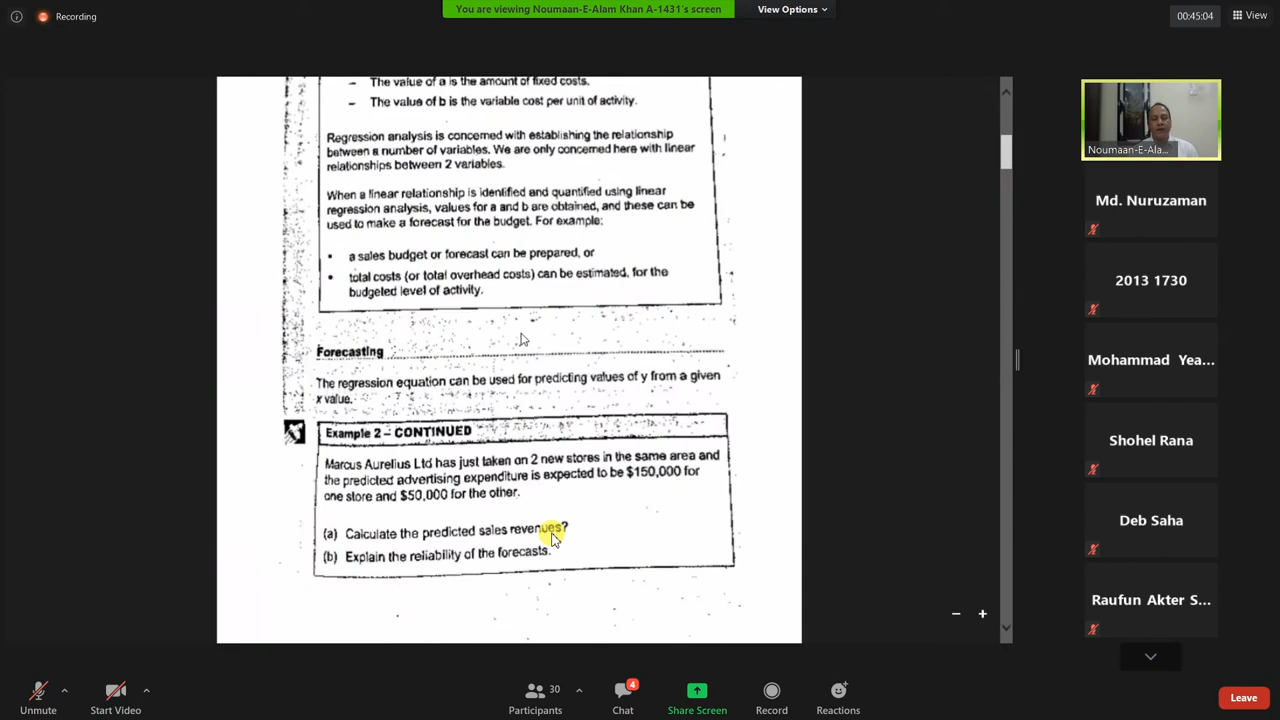 Recording
You are viewing Noumaan-E-Alam Khan A-1431's screen
View Options
00:45:04
View
– The value of a is the amount of fixed costs.
– The value of b is the variable cost per unit of activity.
Regression analysis is concerned with establishing the relationship
between a number of variables. We are only concerned here with linear
relationships between 2 variables.
When a linear relationship is identified and quantified using linear
regression analysis, values for a and b are obtained, and these can be
used to make a forecast for the budget. For example:
• a sales budget or forecast can be prepared, or
• total costs (or total overhead costs) can be estimated, for the
budgeted level of activity.
Forecasting
The regression equation can be used for predicting values of y from a given
x value.
Example 2 – CONTINUED
Marcus Aurelius Ltd has just taken on 2 new stores in the same area and
the predicted advertising expenditure is expected to be $150,000 for
one store and $50,000 for the other.
(a) Calculate the predicted sales revenues?
(b) Explain the reliability of the forecasts.
Noumaan-E-Ala...
Md. Nuruzaman
2013 1730
Mohammad Yea...
Shohel Rana
Deb Saha
Raufun Akter S...
Unmute
Start Video
30
Participants
4
Chat
Share Screen
Record
Reactions
Leave